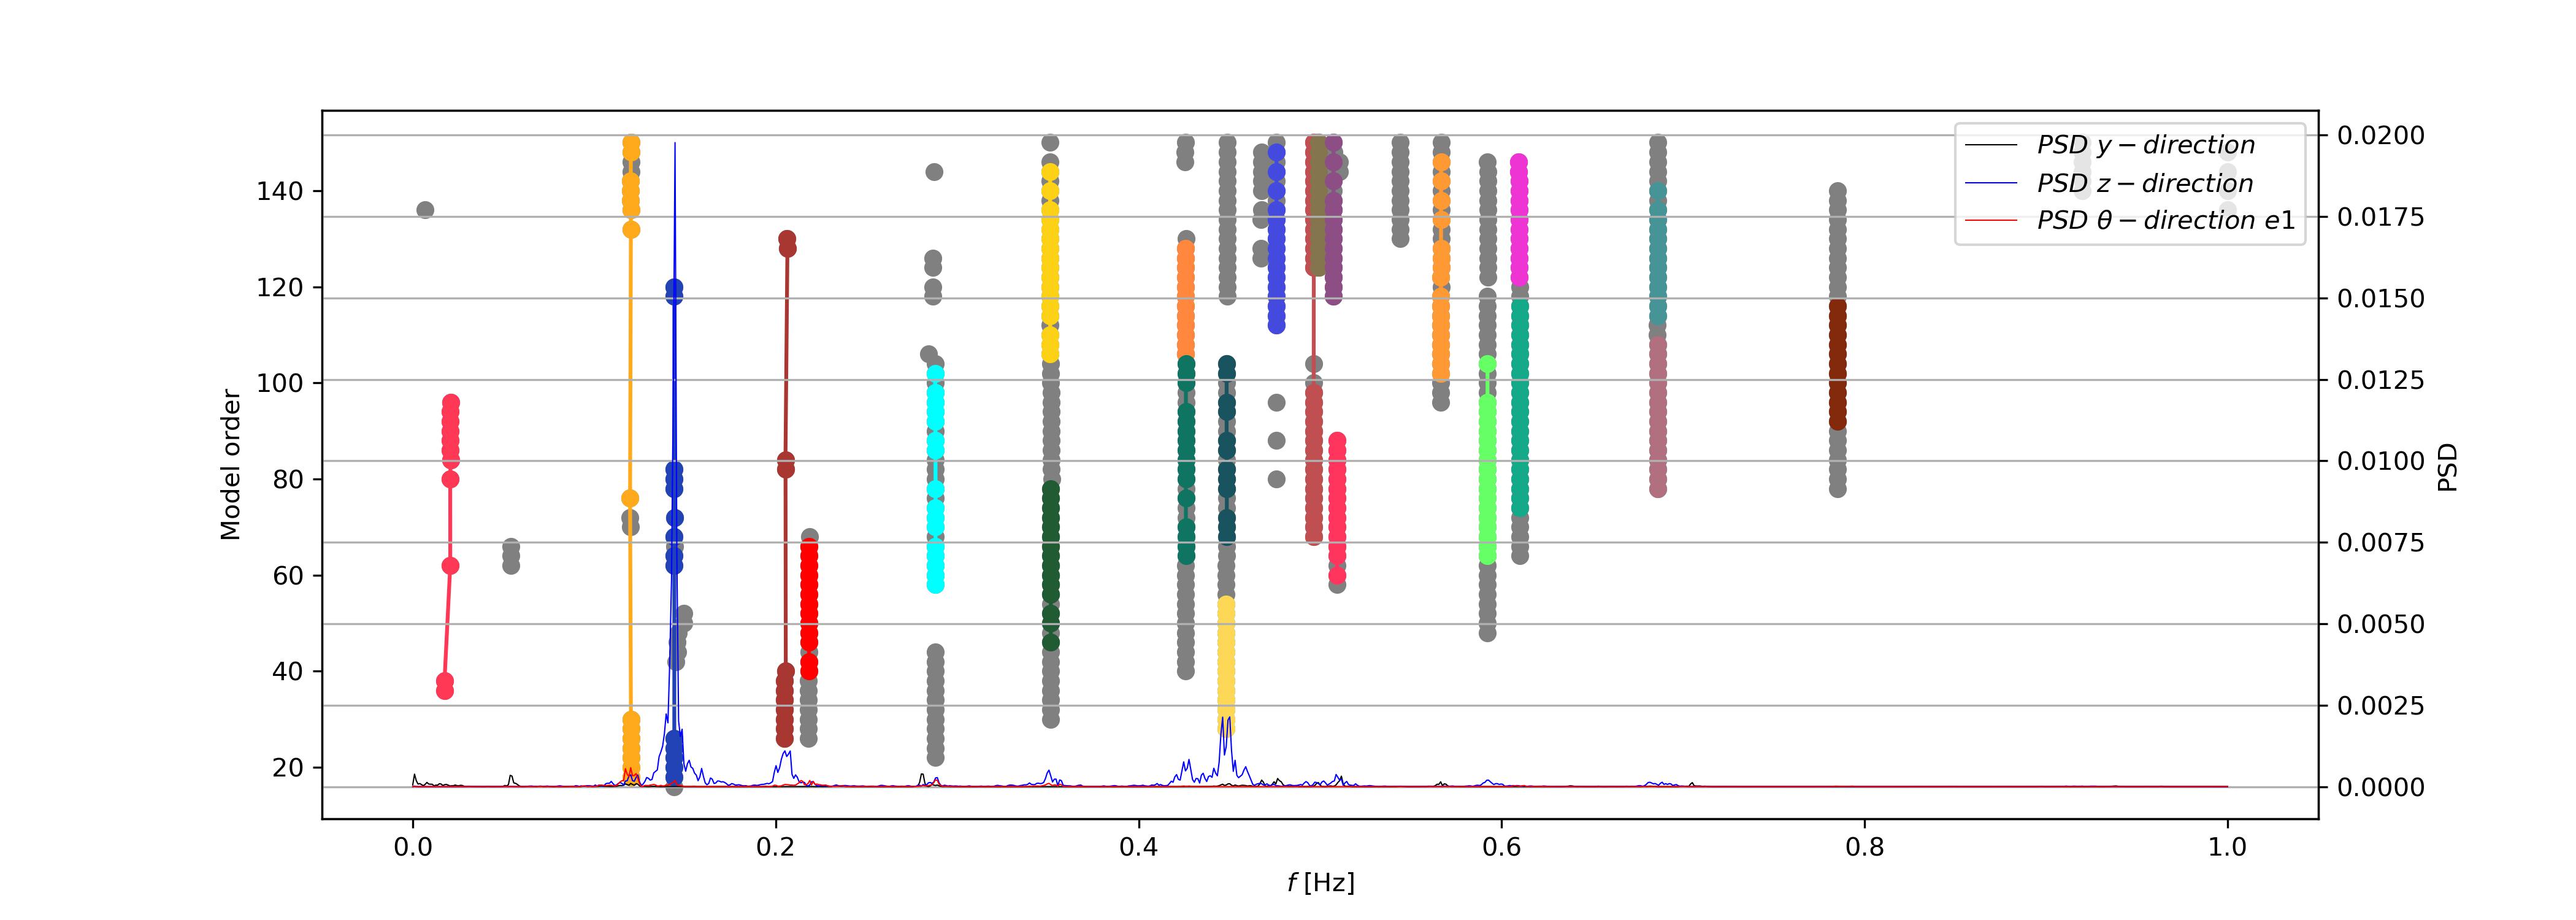 PSD y − direction
PSD z − direction
PSD θ − direction e1
Model order
140
120
100
80
60
40
20
0.0200
0.0175
0.0150
0.0125
0.0100
0.0075
0.0050
0.0025
0.0000
PSD
0.0 0.2 0.4 0.6 0.8 1.0
f [Hz]